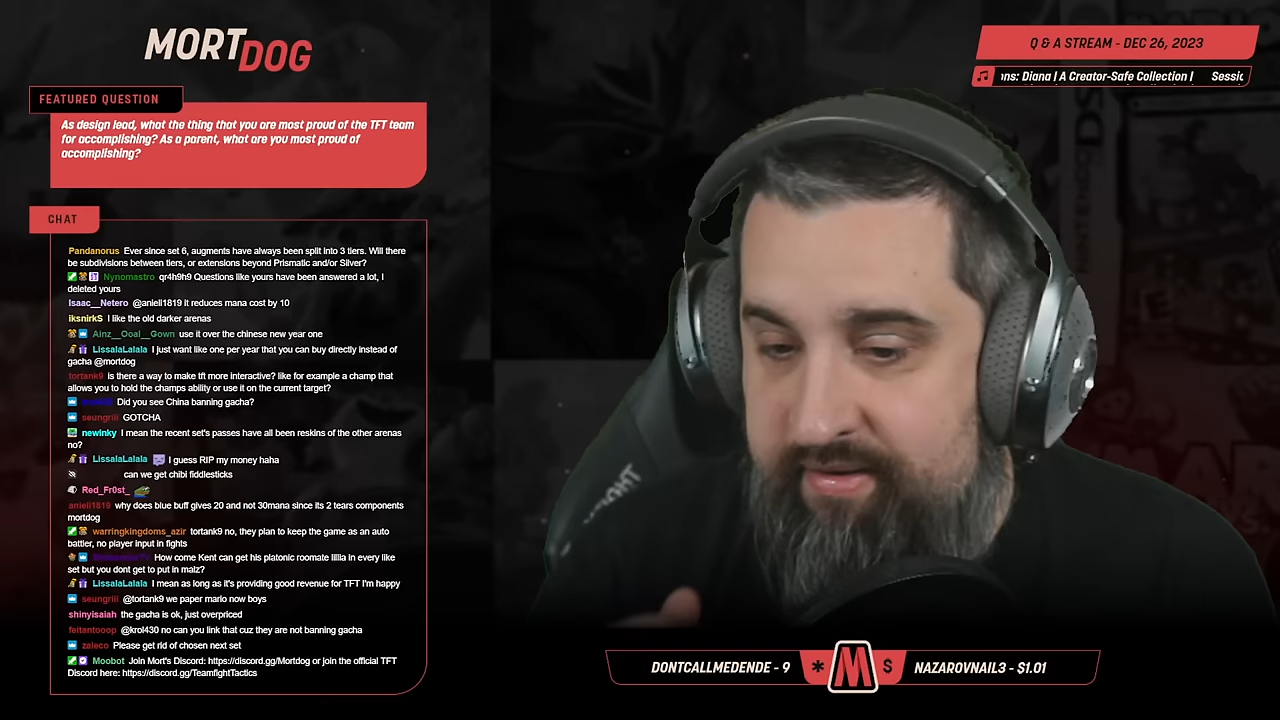 MORTDOG
Q & A STREAM - DEC 26, 2023
ns: Diana | A Creator-Safe Collection | Sessio
FEATURED QUESTION
As design lead, what the thing that you are most proud of the TFT team
for accomplishing? As a parent, what are you most proud of
accomplishing?
CHAT
Pandanorus Ever since set 6, augments have always been split into 3 tiers. Will there
be subdivisions between tiers, or extensions beyond Prismatic and/or Silver?
Nynomastro qr4h9h9 Questions like yours have been answered a lot, I
deleted yours
Isaac__Netero @anieli1819 it reduces mana cost by 10
iksnirkS I like the old darker arenas
Ainz__Ooal__Gown use it over the chinese new year one
LissalaLalala I just want like one per year that you can buy directly instead of
gacha @mortdog
tortank9 is there a way to make tft more interactive? like for example a champ that
allows you to hold the champs ability or use it on the current target?
Did you see China banning gacha?
seungrili GOTCHA
newinky I mean the recent set's passes have all been reskins of the other arenas
no?
LissalaLalala I guess RIP my money haha
can we get chibi fiddlesticks
Red_Fr0st_
anieli1819 why does blue buff gives 20 and not 30mana since its 2 tears components
mortdog
warringkingdoms_azir tortank9 no, they plan to keep the game as an auto
battler, no player input in fights
How come Kent can get his platonic roomate lillia in every like
set but you dont get to put in malz?
LissalaLalala I mean as long as it's providing good revenue for TFT I'm happy
seungrili @tortank9 we paper mario now boys
shinyisaiah the gacha is ok, just overpriced
feitantooop @krol430 no can you link that cuz they are not banning gacha
zaleco Please get rid of chosen next set
Moobot Join Mort's Discord: https://discord.gg/Mortdog or join the official TFT
Discord here: https://discord.gg/TeamfightTactics
DONTCALLMEDENDE - 9 * M $ NAZAROVNAIL3 - $1.01